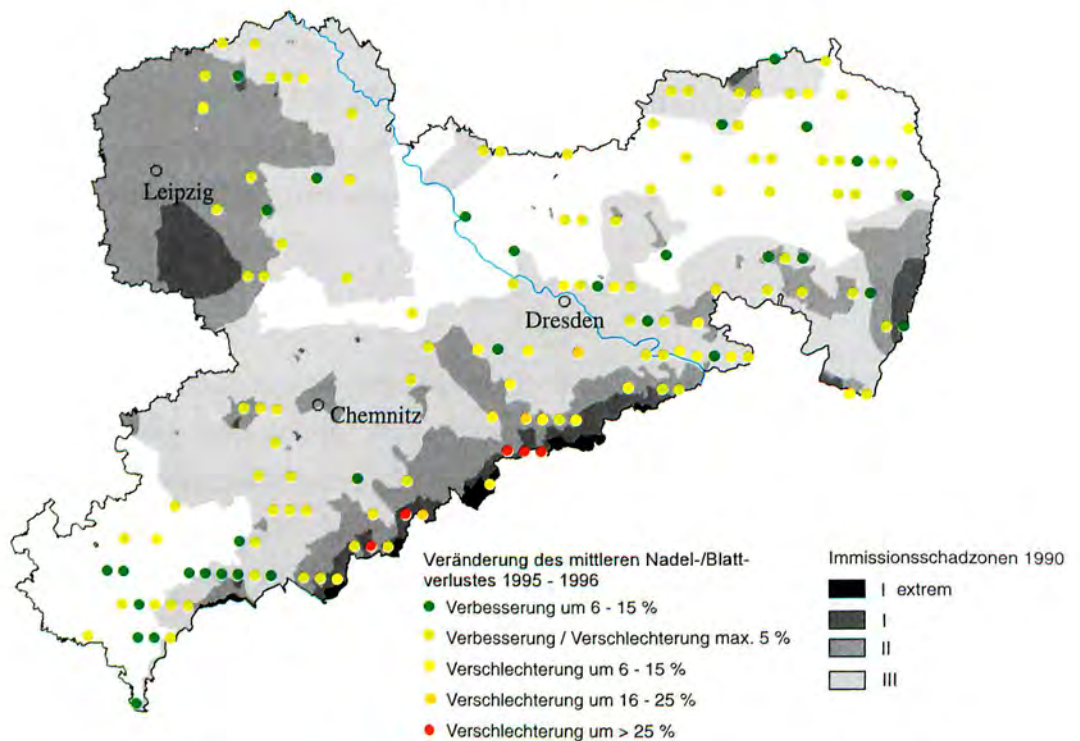 Leipzig
Dresden
Chemnitz
Veränderung des mittleren Nadel-/Blatt-
verlustes 1995 - 1996
Verbesserung um 6 - 15 %
Verbesserung / Verschlechterung max. 5 %
Verschlechterung um 6 - 15 %
Verschlechterung um 16 - 25 %
Verschlechterung um > 25 %
Immissionsschadzonen 1990
I extrem
I
II
III